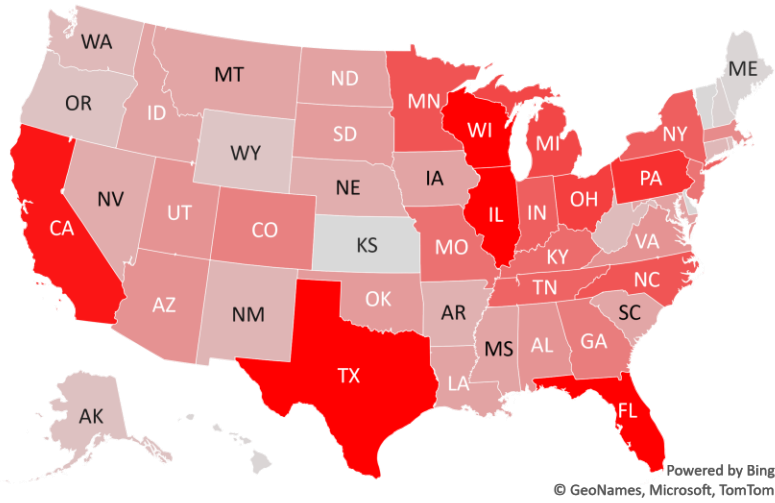 WA
MT
ND
MN
ME
OR
ID
SD
WI
MI
NY
WY
IA
PA
NV
NE
IL
IN
OH
CA
UT
CO
KS
MO
KY
VA
AZ
NM
OK
AR
TN
NC
SC
MS
AL
GA
TX
LA
FL
AK
Powered by Bing
© GeoNames, Microsoft, TomTom